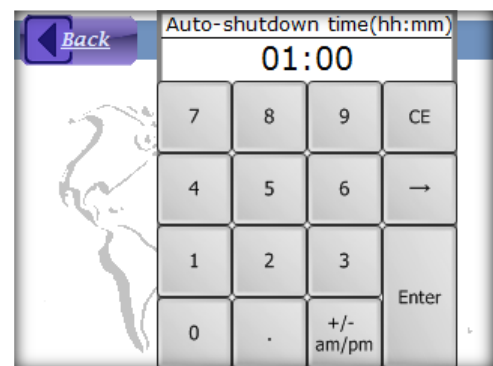 Back
Auto-shutdown time(hh:mm)
01:00
7 8 9 CE
4 5 6 →
1 2 3
Enter
0 . +/-
am/pm